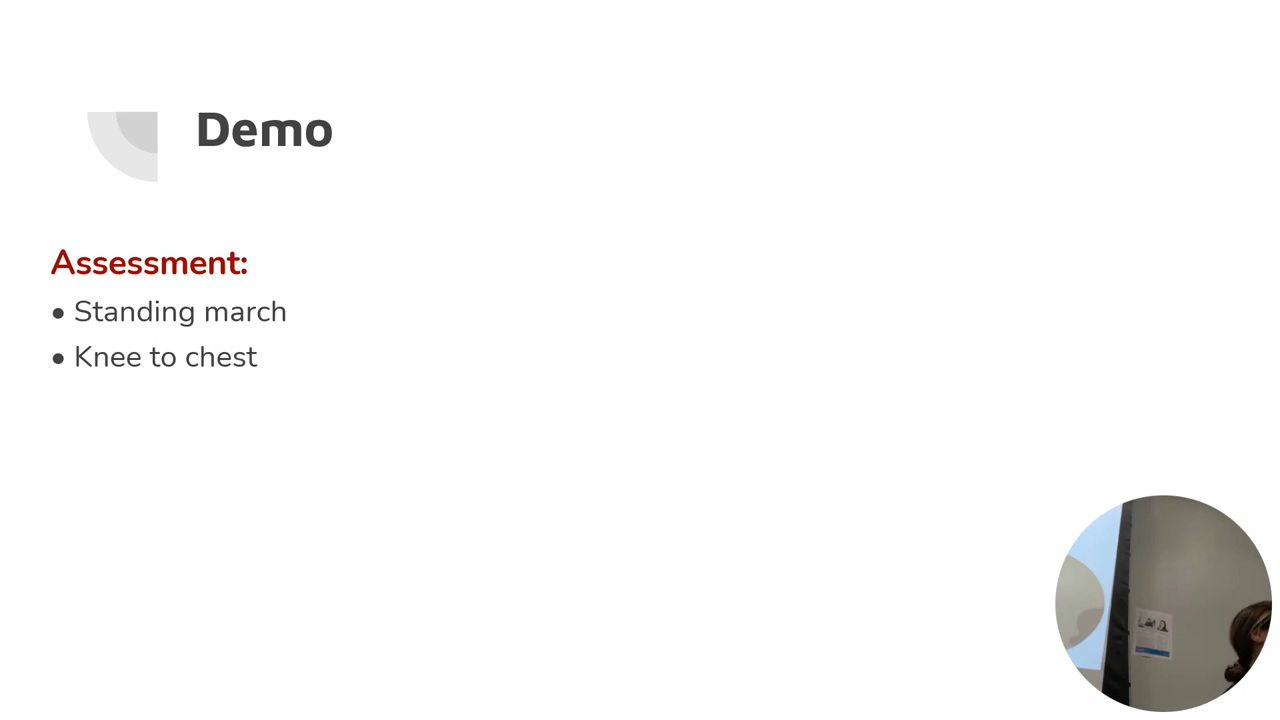 Demo
Assessment:
• Standing march
• Knee to chest